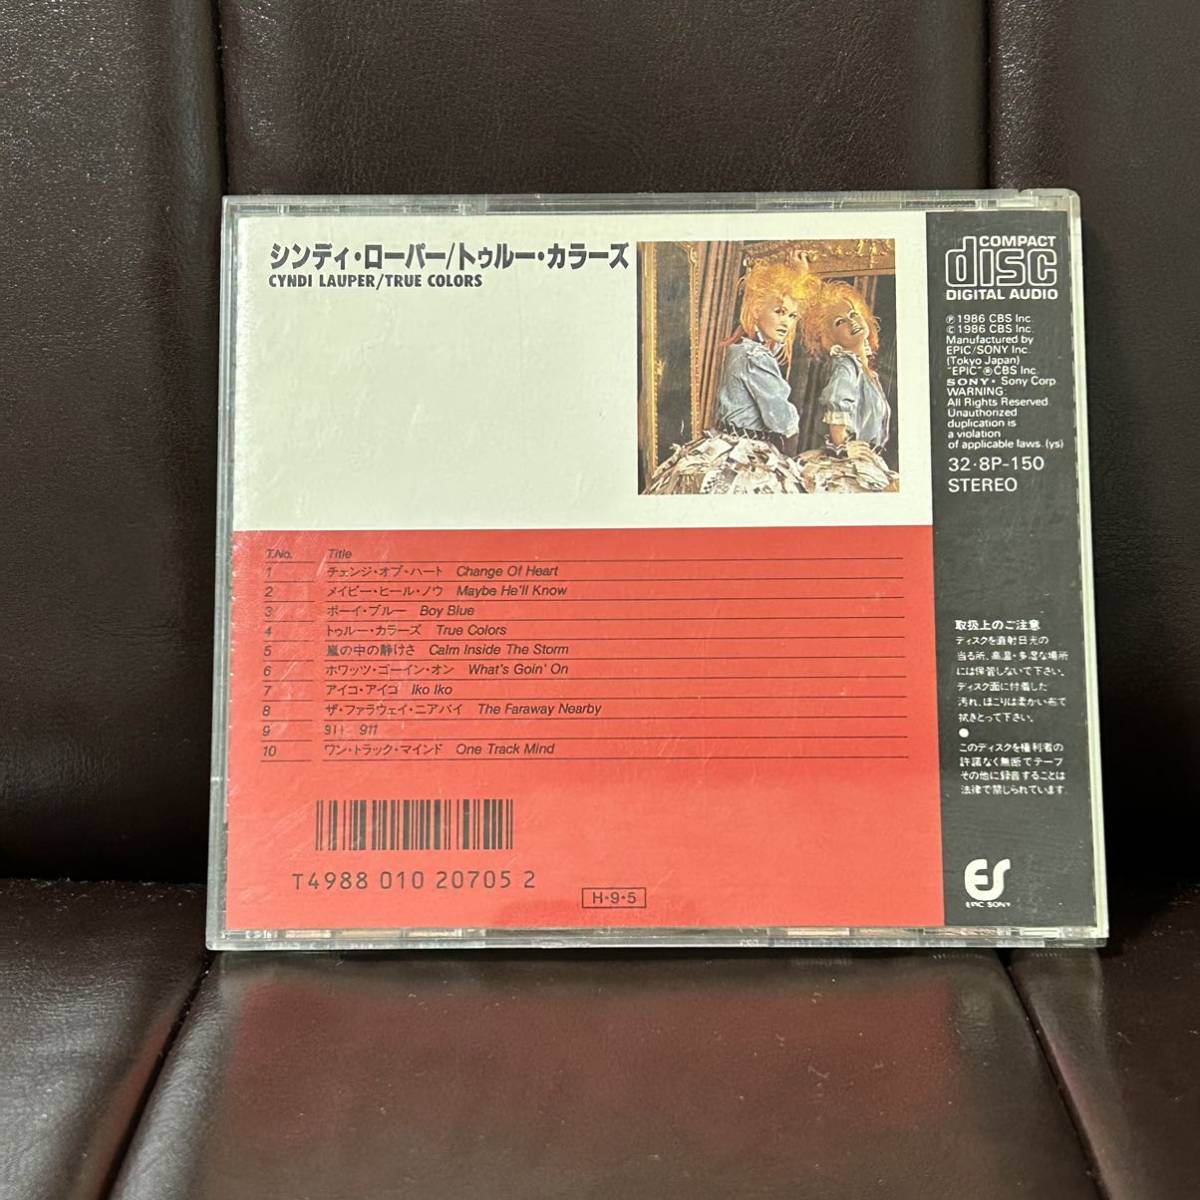 シンディ・ローパー/トゥルー・カラーズ
CYNDI LAUPER/TRUE COLORS
T.No. Title
1 チェンジ・オブ・ハート Change Of Heart
2 メイビー・ヒール・ノウ Maybe He'll Know
3 ボーイ・ブルー Boy Blue
4 トゥルー・カラーズ True Colors
5 嵐の中の静けさ Calm Inside The Storm
6 ホワッツ・ゴーイン・オン What's Goin' On
7 アイコ・アイコ Iko Iko
8 ザ・ファラウェイ・ニアバイ The Faraway Nearby
9 911 911
10 ワン・トラック・マインド One Track Mind
T4988 010 20705 2
H・9・5
COMPACT
disc
DIGITAL AUDIO
℗1986 CBS Inc.
©1986 CBS Inc.
Manufactured by
EPIC/SONY Inc.
(Tokyo Japan)
"EPIC"®CBS Inc.
SONY® Sony Corp.
WARNING:
All Rights Reserved.
Unauthorized
duplication is
a violation
of applicable laws. (ys)
32・8P-150
STEREO
取扱上のご注意
ディスクを直射日光の
当る所、高温・多湿な場所
には保管しないで下さい。
ディスク面に付着した
汚れ、ほこりは柔かい布で
拭きとって下さい。
●
このディスクを権利者の
許諾なく無断でテープ
その他に録音することは
法律で禁じられています。
ES
EPIC SONY